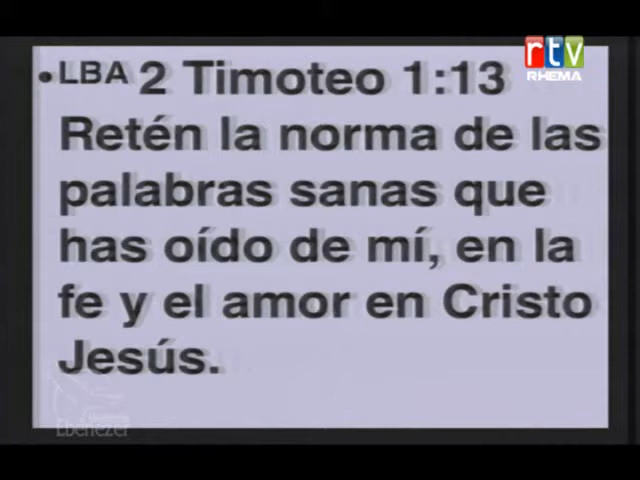 rtv
RHEMA
•LBA 2 Timoteo 1:13
Retén la norma de las
palabras sanas que
has oído de mí, en la
fe y el amor en Cristo
Jesús.
Ebenezer